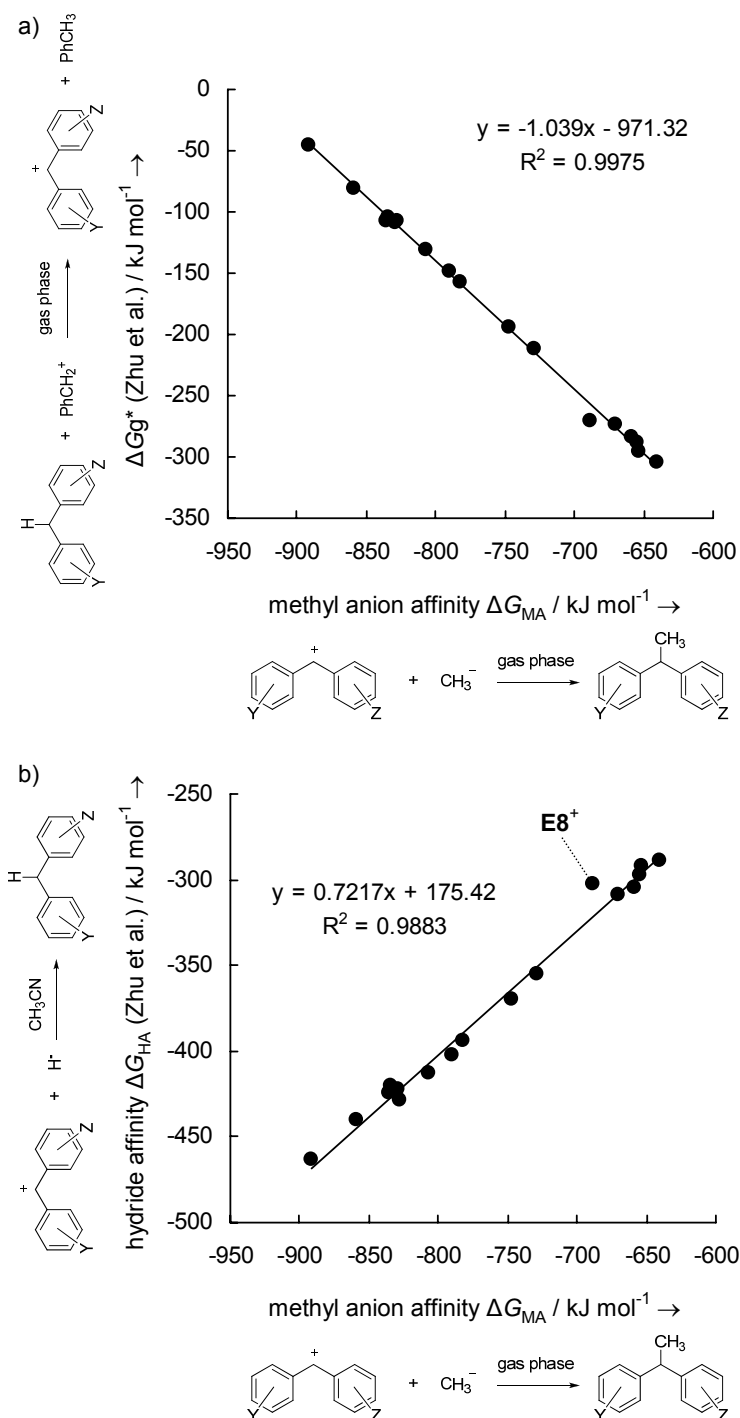 a)
H
Y
Z
+ PhCH2+
gas phase
+
Y
Z
+ PhCH3
ΔGg* (Zhu et al.) / kJ mol⁻¹ →
0
-50
-100
-150
-200
-250
-300
-350
y = -1.039x - 971.32
R² = 0.9975
-950 -900 -850 -800 -750 -700 -650 -600
methyl anion affinity ΔG_MA / kJ mol⁻¹ →
+
Y
Z
+ CH3⁻
gas phase
CH3
Y
Z
b)
+
Y
Z
+ H⁻
CH3CN
H
Y
Z
hydride affinity ΔG_HA (Zhu et al.) / kJ mol⁻¹ →
-250
-300
-350
-400
-450
-500
E8⁺
y = 0.7217x + 175.42
R² = 0.9883
-950 -900 -850 -800 -750 -700 -650 -600
methyl anion affinity ΔG_MA / kJ mol⁻¹ →
+
Y
Z
+ CH3⁻
gas phase
CH3
Y
Z